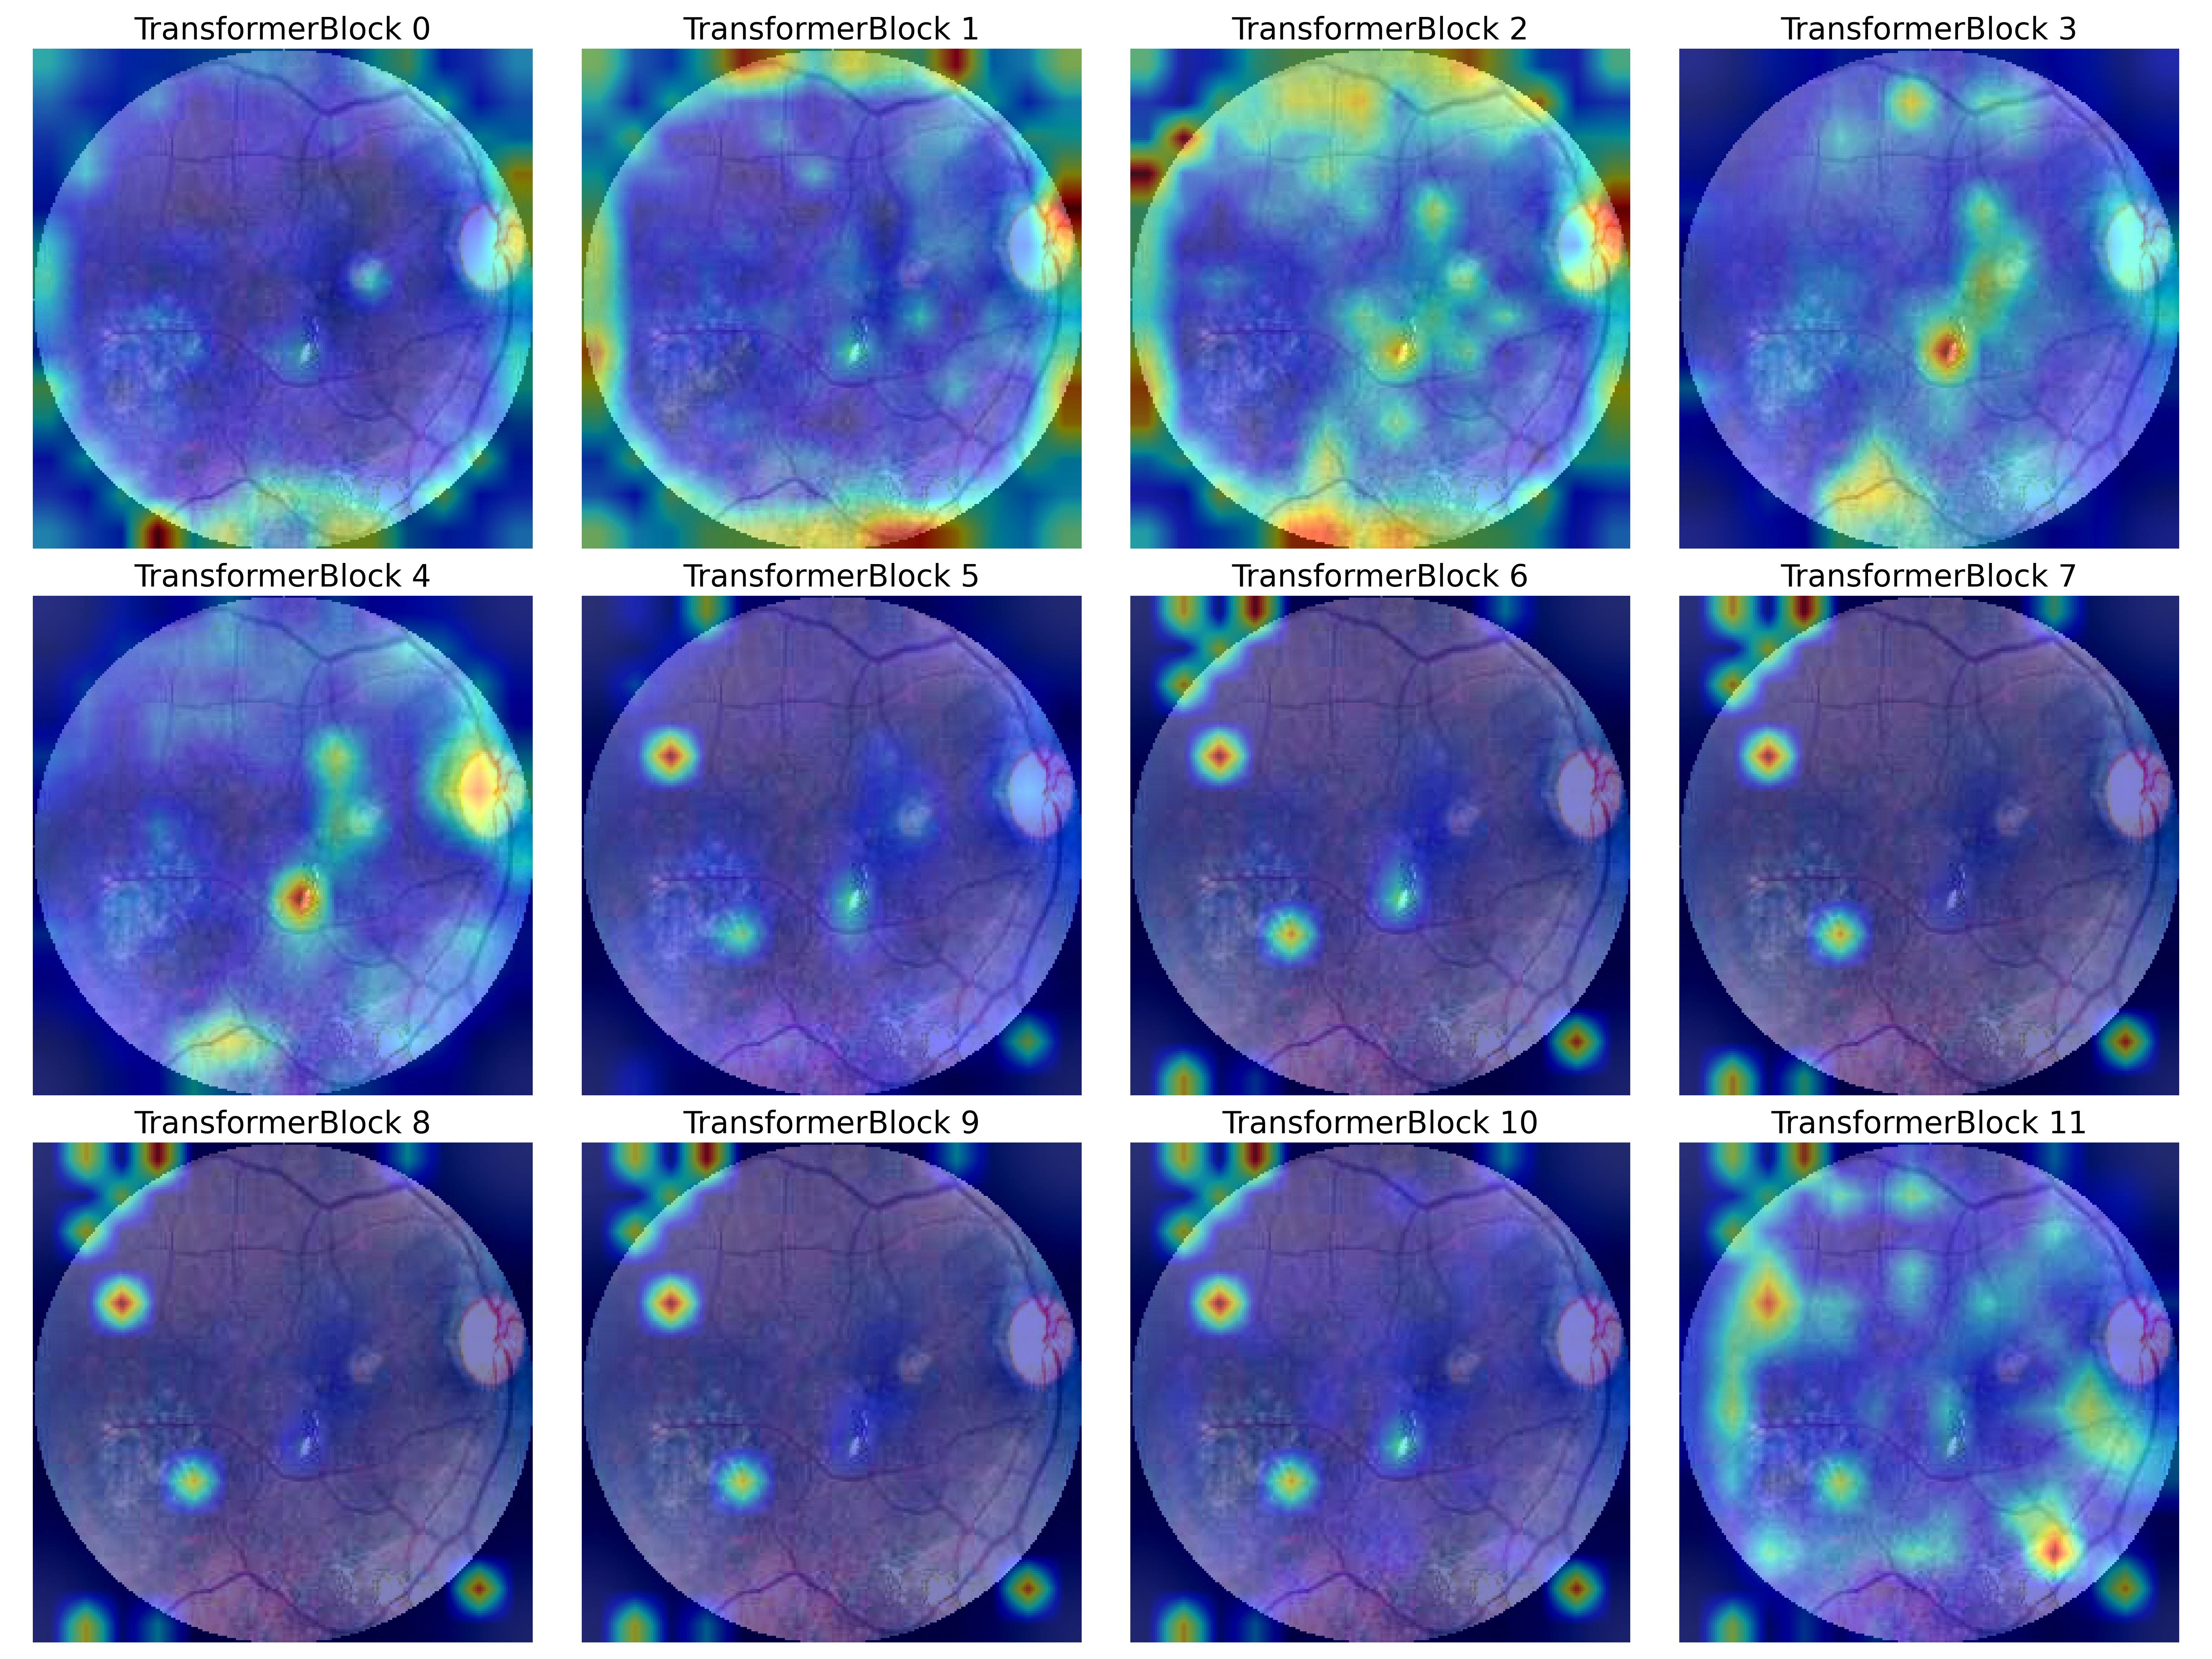 TransformerBlock 0
TransformerBlock 1
TransformerBlock 2
TransformerBlock 3
TransformerBlock 4
TransformerBlock 5
TransformerBlock 6
TransformerBlock 7
TransformerBlock 8
TransformerBlock 9
TransformerBlock 10
TransformerBlock 11